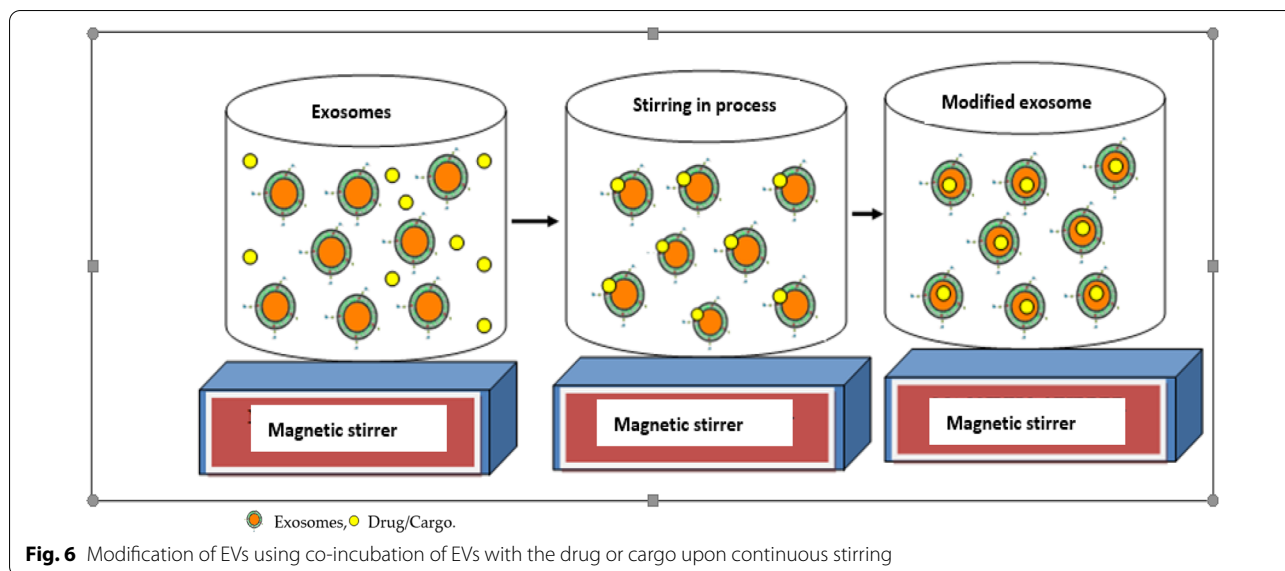 Exosomes
Stirring in process
Modified exosome
Magnetic stirrer
Magnetic stirrer
Magnetic stirrer
Exosomes, Drug/Cargo.
Fig. 6 Modification of EVs using co-incubation of EVs with the drug or cargo upon continuous stirring